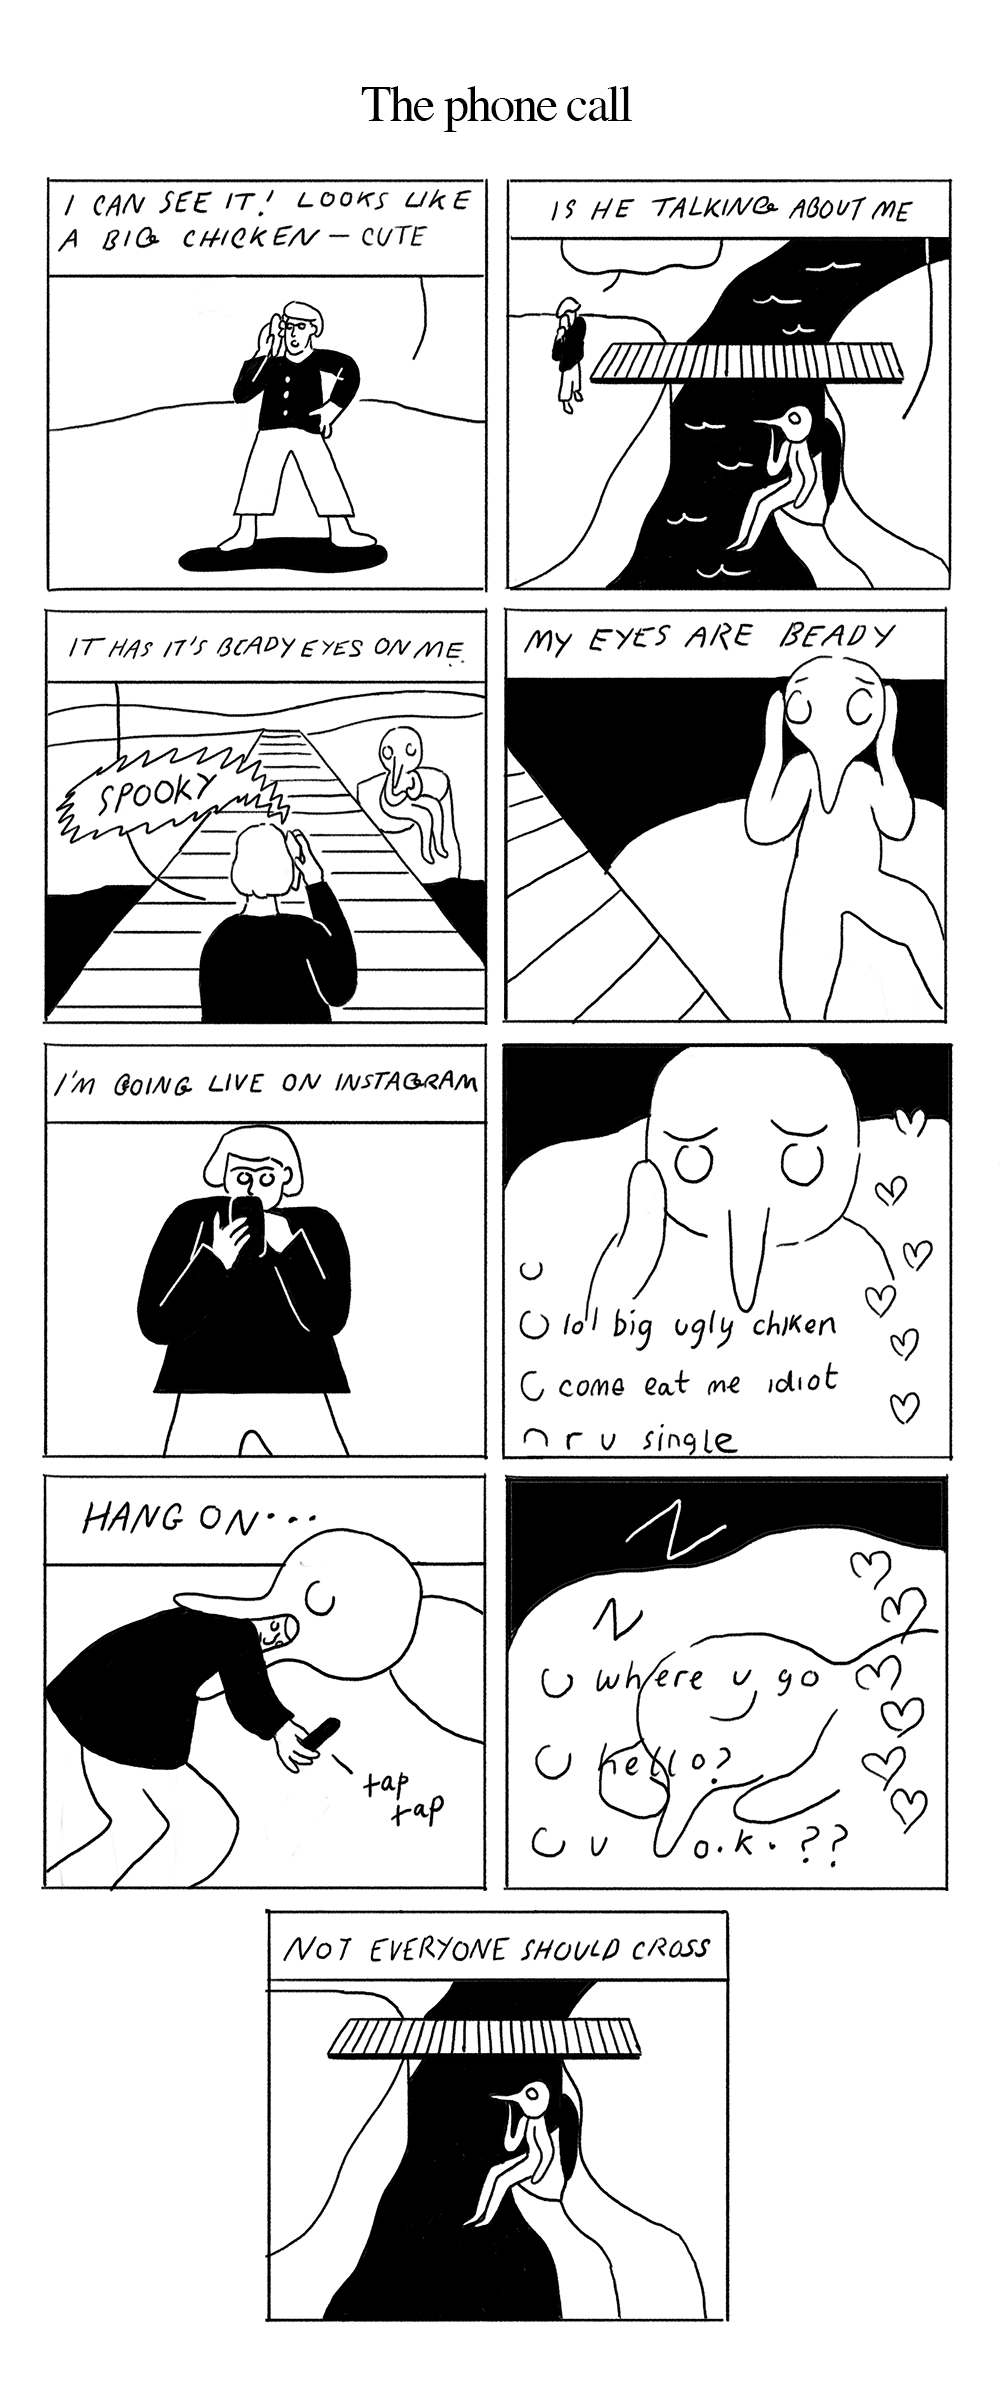 The phone call
I CAN SEE IT! LOOKS LIKE
A BIG CHICKEN – CUTE
IS HE TALKING ABOUT ME
IT HAS IT'S BEADY EYES ON ME.
SPOOKY
MY EYES ARE BEADY
I'M GOING LIVE ON INSTAGRAM
lol big ugly chiken
come eat me idiot
r u single
HANG ON...
tap
tap
Z
Z
where u go
hello?
u o.k. ??
NOT EVERYONE SHOULD CROSS